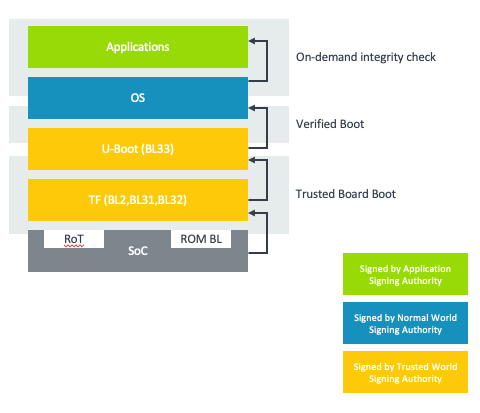 Applications
On-demand integrity check
OS
Verified Boot
U-Boot (BL33)
TF (BL2,BL31,BL32)
Trusted Board Boot
RoT
ROM BL
SoC
Signed by Application
Signing Authority
Signed by Normal World
Signing Authority
Signed by Trusted World
Signing Authority